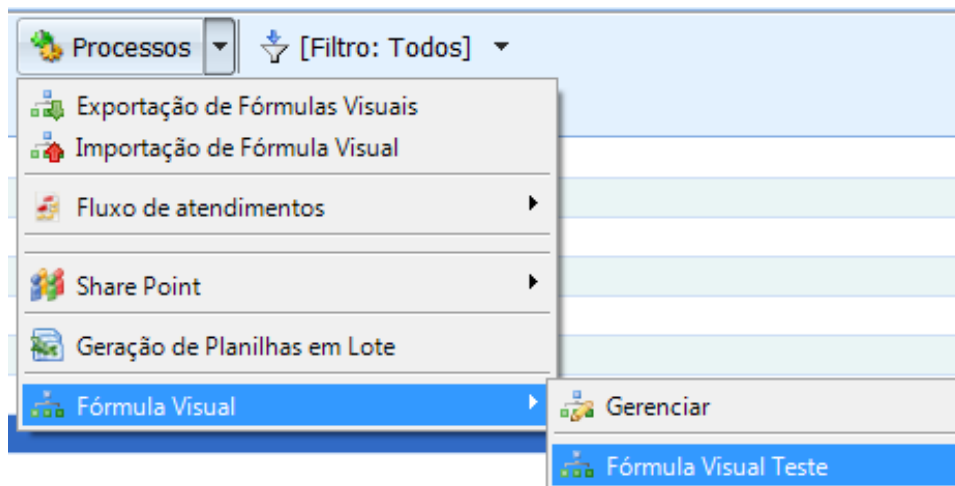 Processos
[Filtro: Todos]
Exportação de Fórmulas Visuais
Importação de Fórmula Visual
Fluxo de atendimentos
Share Point
Geração de Planilhas em Lote
Fórmula Visual
Gerenciar
Fórmula Visual Teste